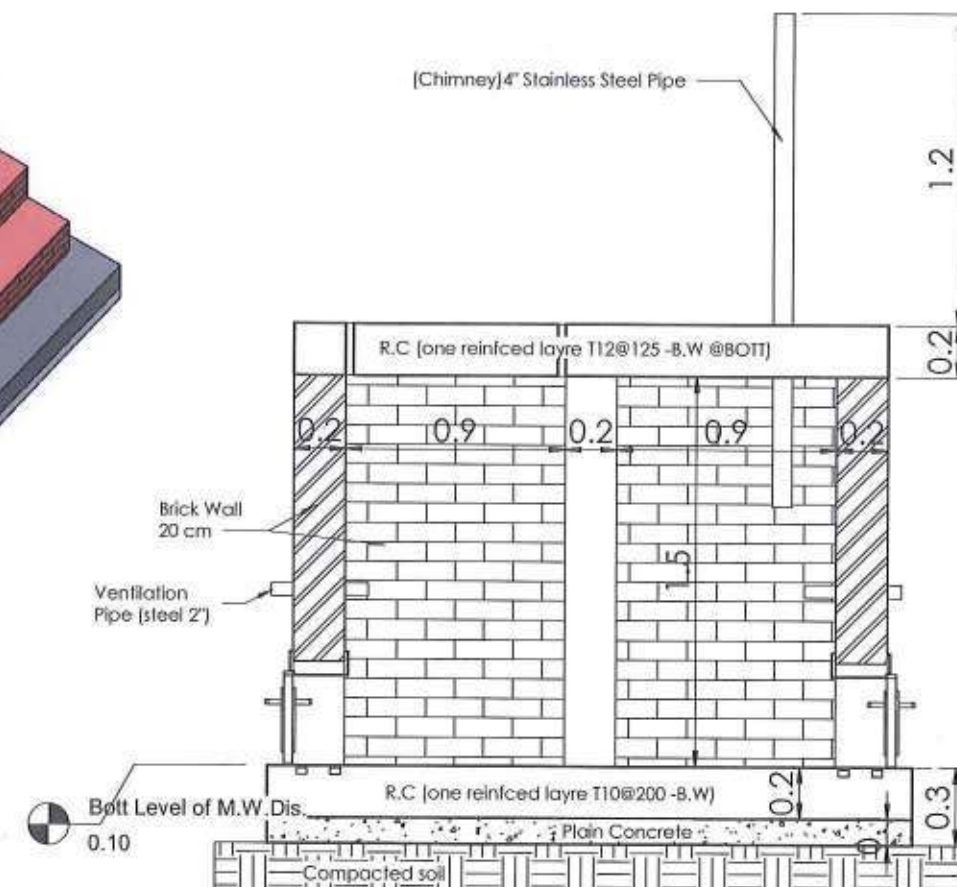 (Chimney)4" Stainless Steel Pipe
1.2
R.C (one reinfced layre T12@125 -B.W @BOTT)
0.2
0.2
0.9
0.2
0.9
0.2
Brick Wall
20 cm
1.5
Ventilation
Pipe (steel 2")
R.C (one reinfced layre T10@200 -B.W)
0.2
0.3
Bott Level of M.W.Dis.
0.10
Plain Concrete
0
Compacted soil